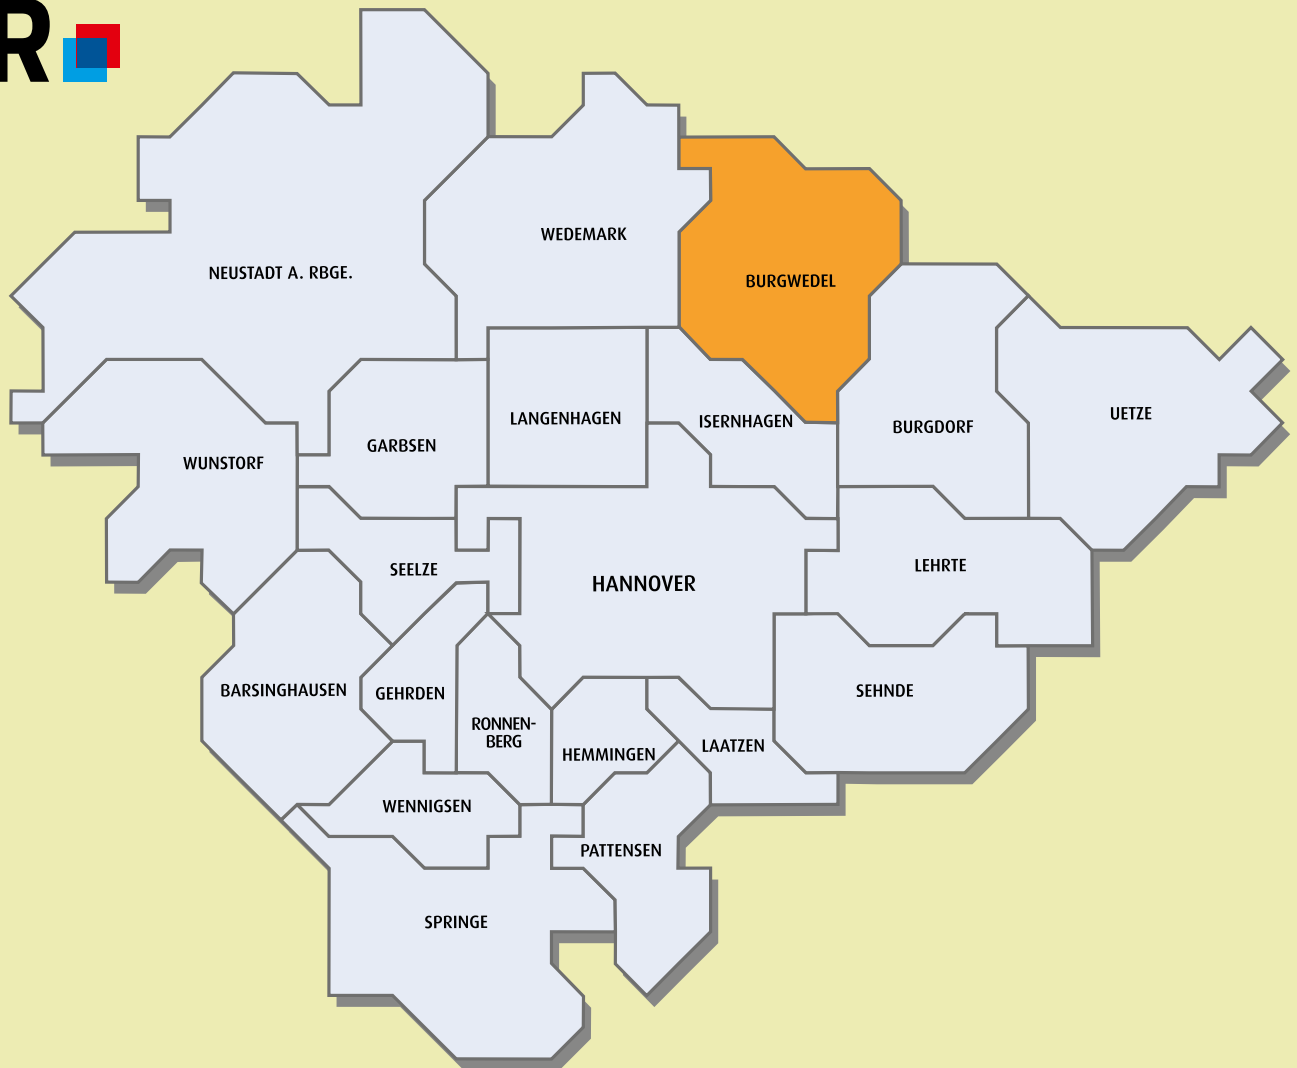 R
WEDEMARK
NEUSTADT A. RBGE.
BURGWEDEL
LANGENHAGEN
ISERNHAGEN
UETZE
BURGDORF
GARBSEN
WUNSTORF
SEELZE
HANNOVER
LEHRTE
BARSINGHAUSEN
GEHRDEN
RONNEN-
BERG
SEHNDE
HEMMINGEN
LAATZEN
WENNIGSEN
PATTENSEN
SPRINGE